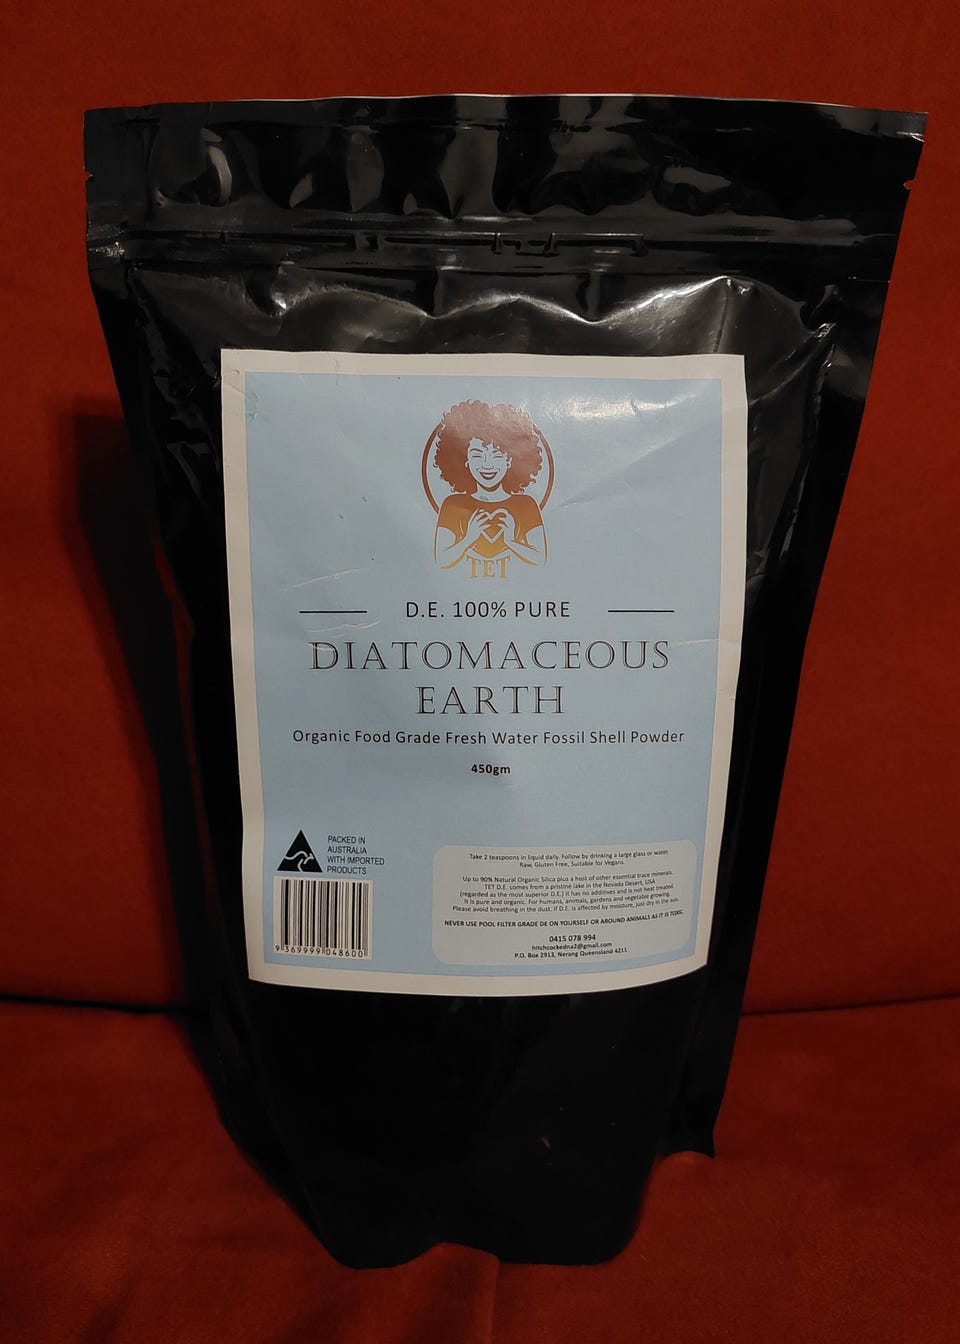 TET
D.E. 100% PURE
DIATOMACEOUS
EARTH
Organic Food Grade Fresh Water Fossil Shell Powder
450gm
PACKED IN
AUSTRALIA
WITH IMPORTED
PRODUCTS
9 369999 048600
Take 2 teaspoons in liquid daily. Follow by drinking a large glass or water.
Raw, Gluten Free, Suitable for Vegans.
Up to 90% Natural Organic Silica plus a host of other essential trace minerals.
TET D.E. comes from a pristine lake in the Nevada Desert, USA
(regarded as the most superior D.E.) It has no additives and is not heat treated.
It is pure and organic. For humans, animals, gardens and vegetable growing.
Please avoid breathing in the dust. If D.E. is affected by moisture, just dry in the sun.
NEVER USE POOL FILTER GRADE DE ON YOURSELF OR AROUND ANIMALS AS IT IS TOXIC.
0415 078 994
hitchcockedna2@gmail.com
P.O. Box 2913, Nerang Queensland 4211